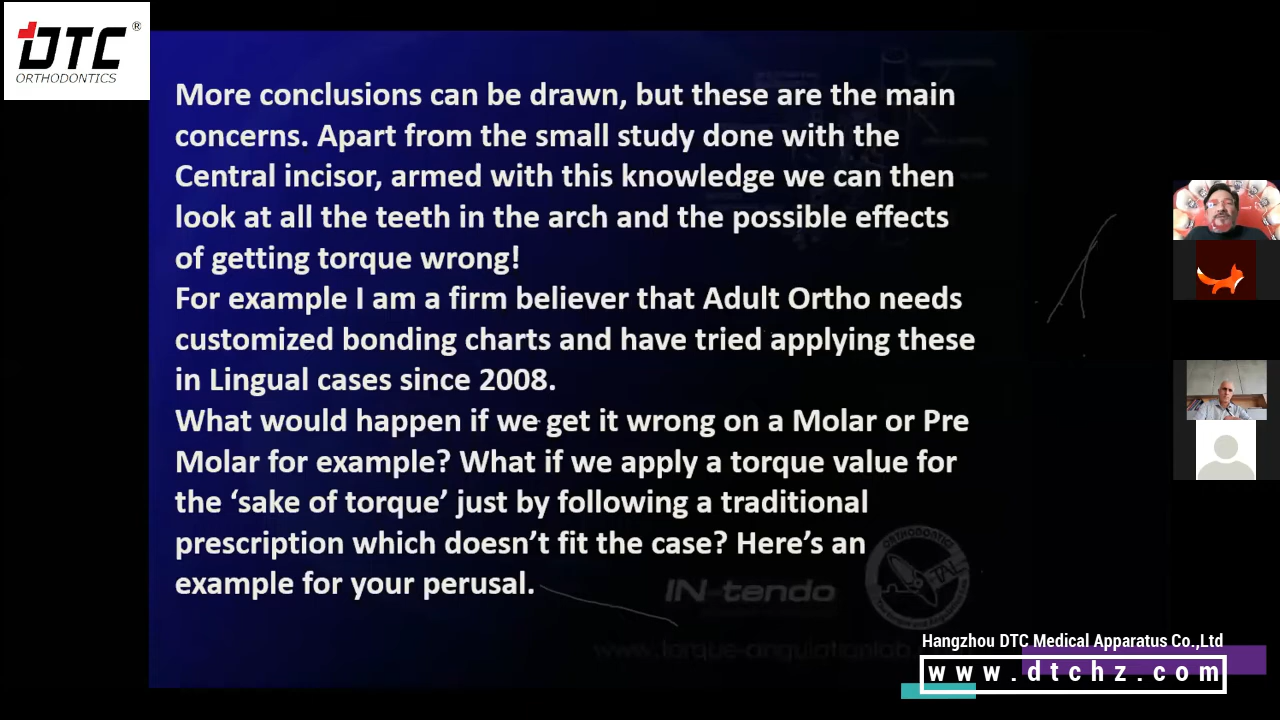 DTC®
ORTHODONTICS
More conclusions can be drawn, but these are the main
concerns. Apart from the small study done with the
Central incisor, armed with this knowledge we can then
look at all the teeth in the arch and the possible effects
of getting torque wrong!
For example I am a firm believer that Adult Ortho needs
customized bonding charts and have tried applying these
in Lingual cases since 2008.
What would happen if we get it wrong on a Molar or Pre
Molar for example? What if we apply a torque value for
the ‘sake of torque’ just by following a traditional
prescription which doesn’t fit the case? Here’s an
example for your perusal.
IN-tendo
ORTHODONTICS
Hangzhou DTC Medical Apparatus Co.,Ltd
www.dtchz.com